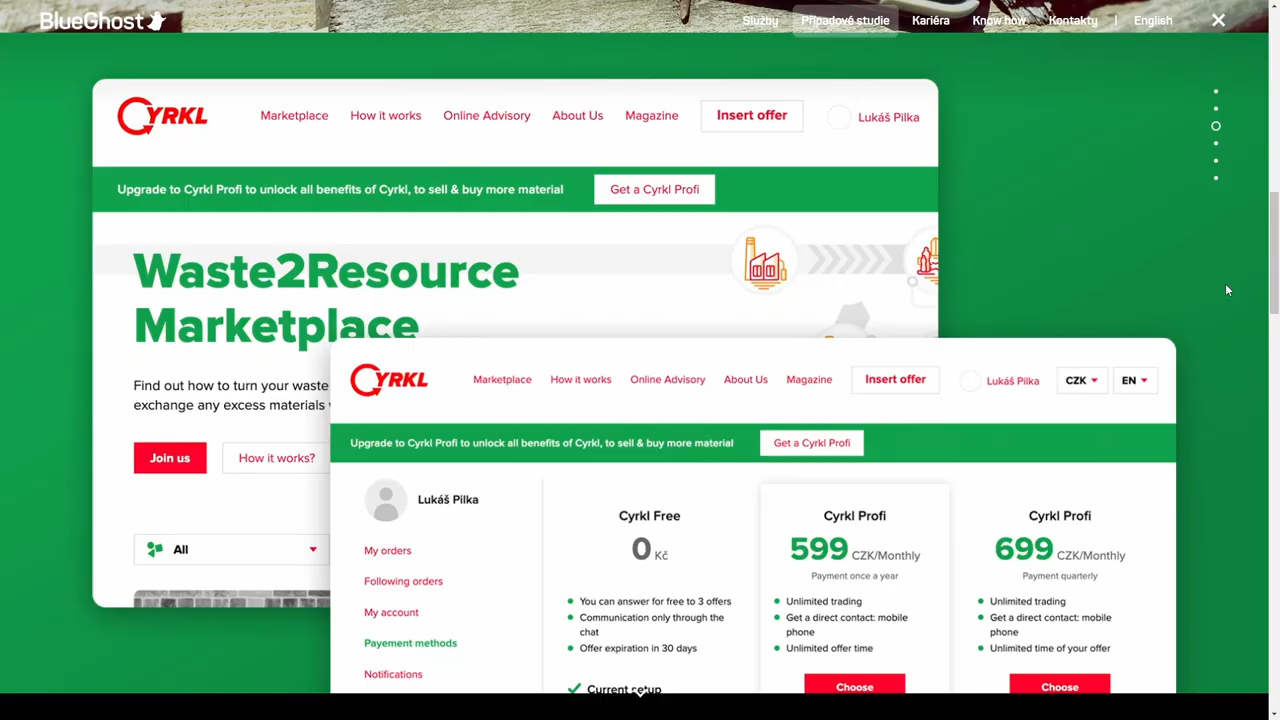 BlueGhost
Služby
Případové studie
Kariéra
Know how
Kontakty
English
CYRKL
Marketplace
How it works
Online Advisory
About Us
Magazine
Insert offer
Lukáš Pilka
Upgrade to Cyrkl Profi to unlock all benefits of Cyrkl, to sell & buy more material
Get a Cyrkl Profi
Waste2Resource
Marketplace
Find out how to turn your waste
exchange any excess materials
Join us
How it works?
All
CYRKL
Marketplace
How it works
Online Advisory
About Us
Magazine
Insert offer
Lukáš Pilka
CZK
EN
Upgrade to Cyrkl Profi to unlock all benefits of Cyrkl, to sell & buy more material
Get a Cyrkl Profi
Lukáš Pilka
My orders
Following orders
My account
Payement methods
Notifications
Cyrkl Free
0 Kč
You can answer for free to 3 offers
Communication only through the
chat
Offer expiration in 30 days
Current setup
Cyrkl Profi
599 CZK/Monthly
Payment once a year
Unlimited trading
Get a direct contact: mobile
phone
Unlimited offer time
Choose
Cyrkl Profi
699 CZK/Monthly
Payment quarterly
Unlimited trading
Get a direct contact: mobile
phone
Unlimited time of your offer
Choose